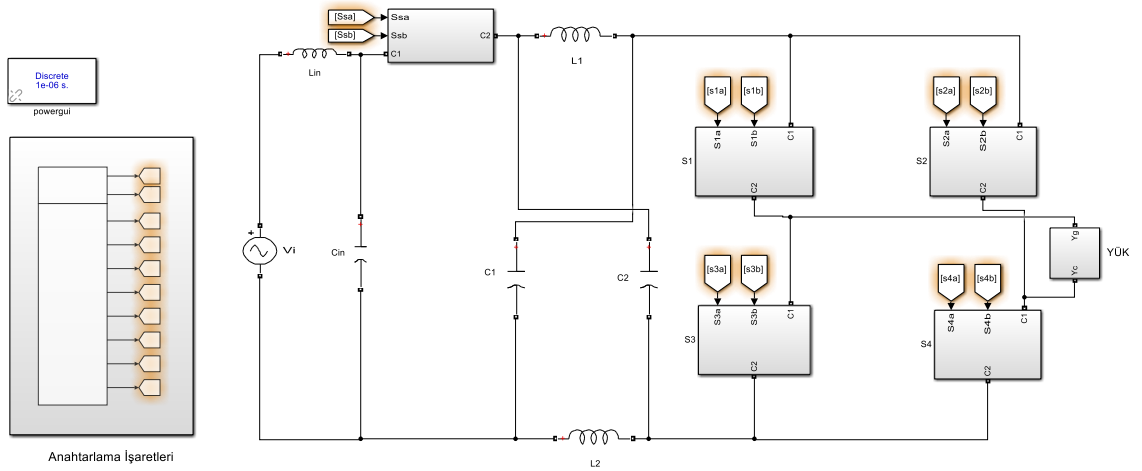 [Ssa]
[Ssb]
Ssa
Ssb
C1
C2
Lin
L1
Discrete
1e-06 s.
powergui
[s1a]
[s1b]
[s2a]
[s2b]
S1a
S1b
C1
S1
C2
S2a
S2b
C1
S2
C2
+
Vi
Cin
C1
C2
[s3a]
[s3b]
[s4a]
[s4b]
Yg
Yc
YÜK
S3a
S3b
C1
S3
C2
S4a
S4b
C1
S4
C2
L2
Anahtarlama İşaretleri